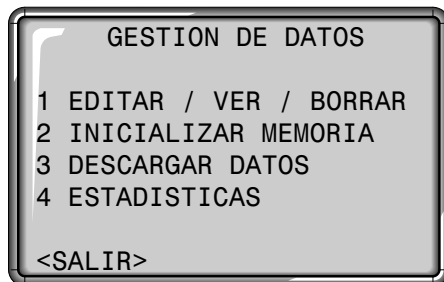 GESTION DE DATOS
1 EDITAR / VER / BORRAR
2 INICIALIZAR MEMORIA
3 DESCARGAR DATOS
4 ESTADISTICAS
<SALIR>